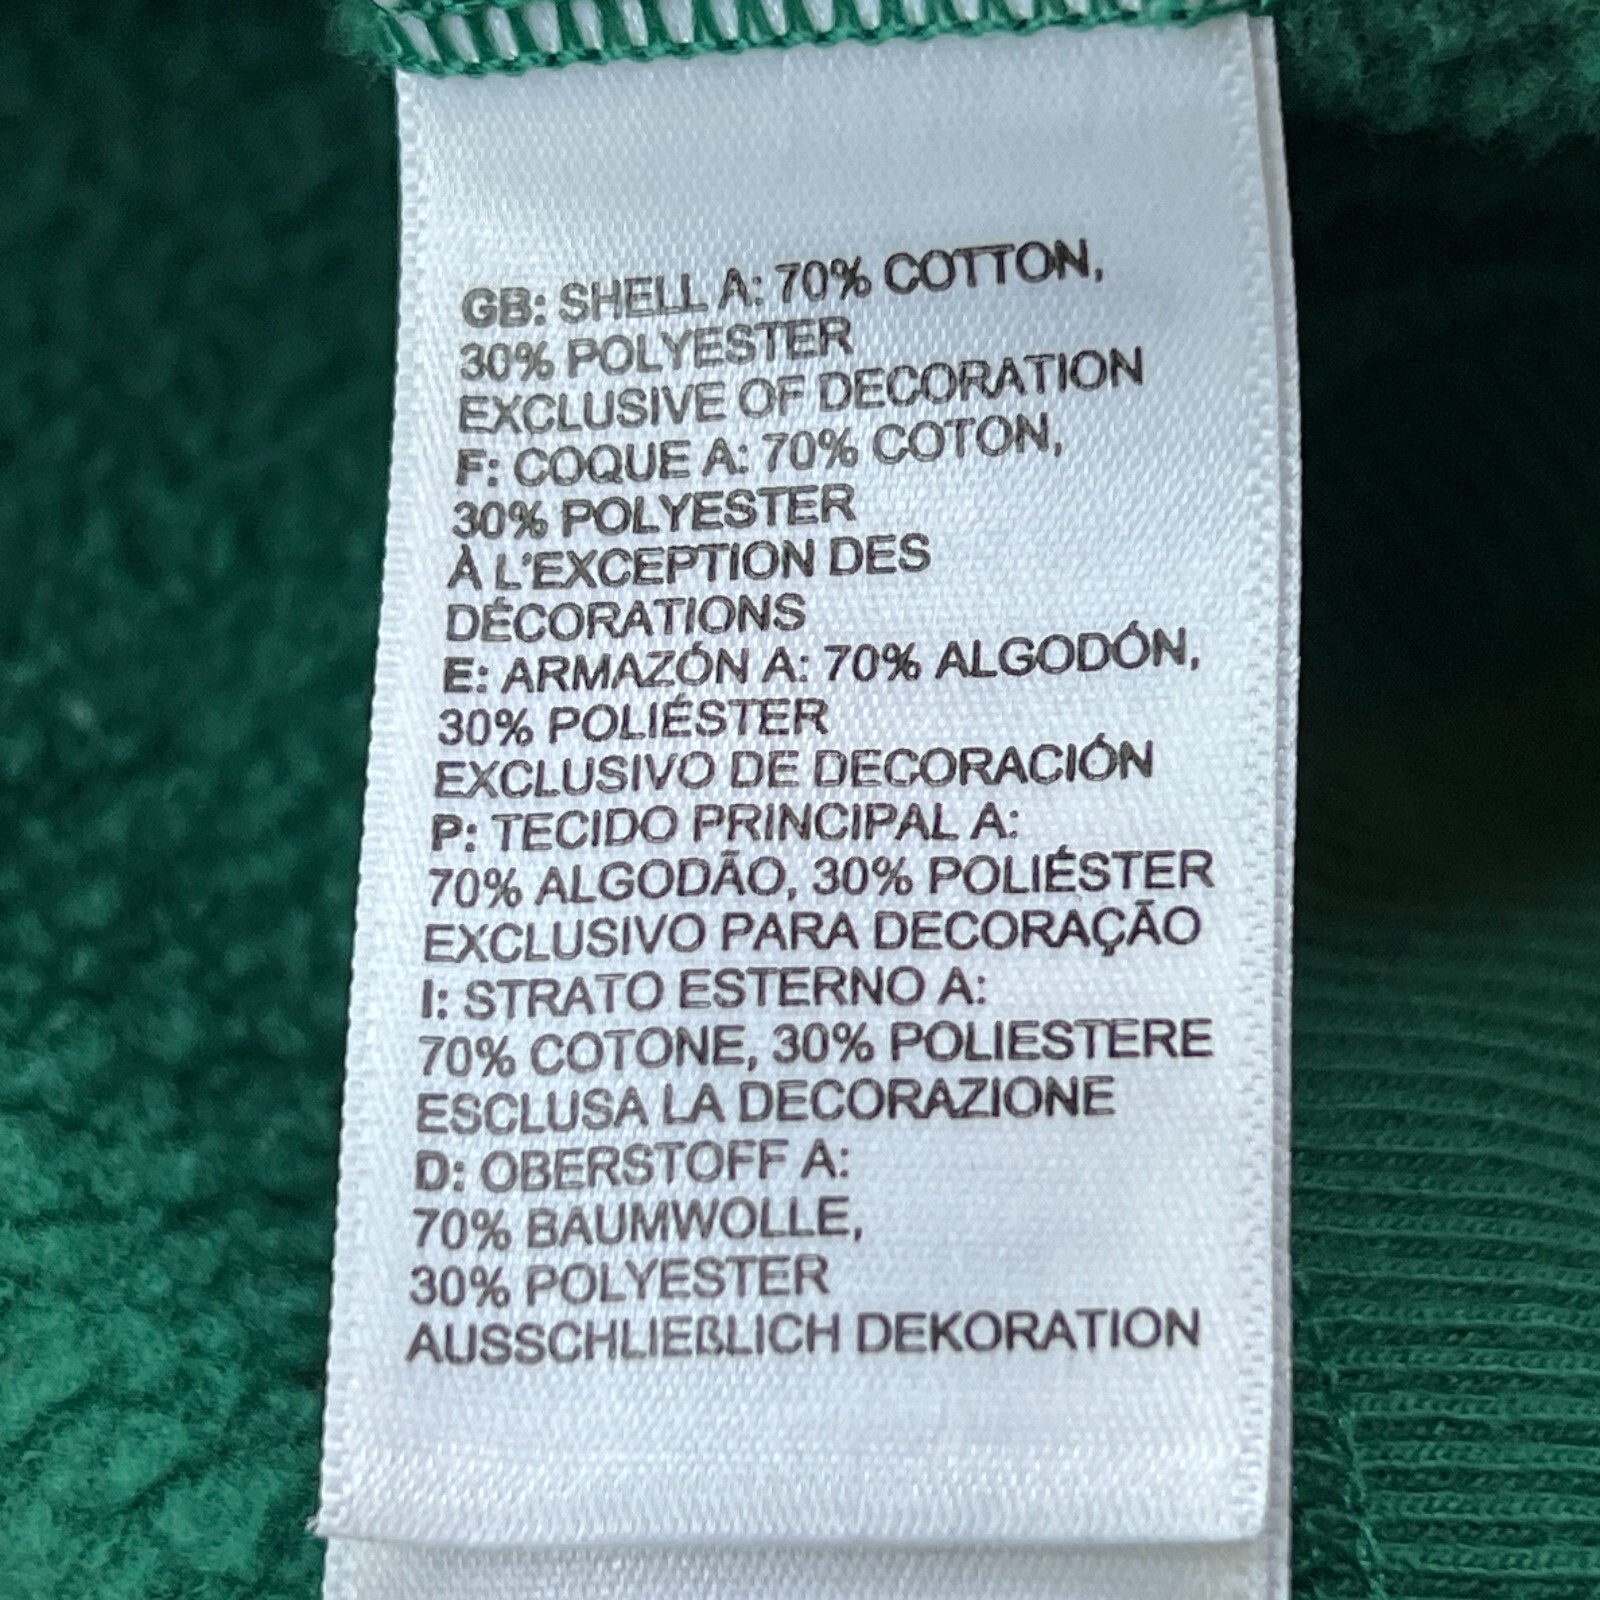 GB: SHELL A: 70% COTTON,
30% POLYESTER
EXCLUSIVE OF DECORATION
F: COQUE A: 70% COTON,
30% POLYESTER
À L'EXCEPTION DES
DÉCORATIONS
E: ARMAZÓN A: 70% ALGODÓN,
30% POLIÉSTER
EXCLUSIVO DE DECORACIÓN
P: TECIDO PRINCIPAL A:
70% ALGODÃO, 30% POLIÉSTER
EXCLUSIVO PARA DECORAÇÃO
I: STRATO ESTERNO A:
70% COTONE, 30% POLIESTERE
ESCLUSA LA DECORAZIONE
D: OBERSTOFF A:
70% BAUMWOLLE,
30% POLYESTER
AUSSCHLIEßLICH DEKORATION